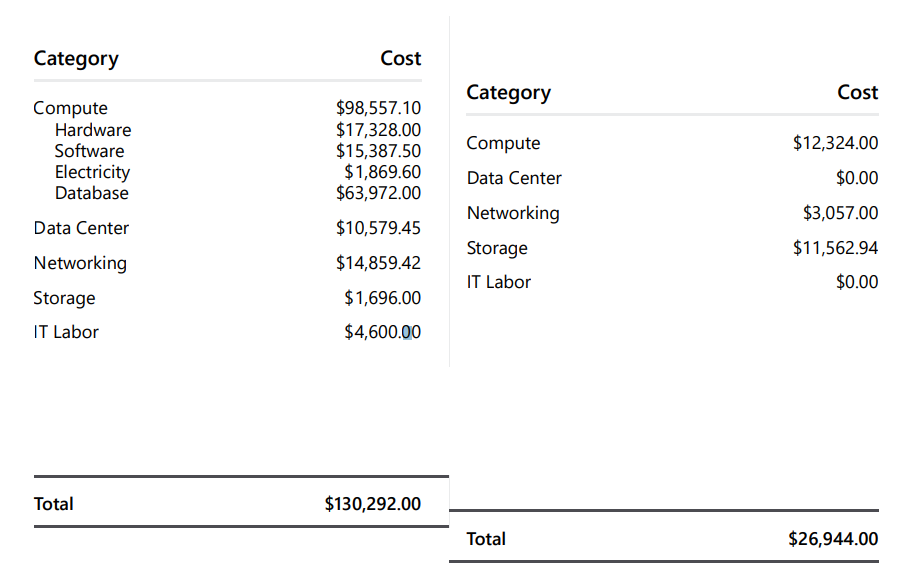 Category Cost
Compute $98,557.10
Hardware $17,328.00
Software $15,387.50
Electricity $1,869.60
Database $63,972.00
Data Center $10,579.45
Networking $14,859.42
Storage $1,696.00
IT Labor $4,600.00
Total $130,292.00
Category Cost
Compute $12,324.00
Data Center $0.00
Networking $3,057.00
Storage $11,562.94
IT Labor $0.00
Total $26,944.00